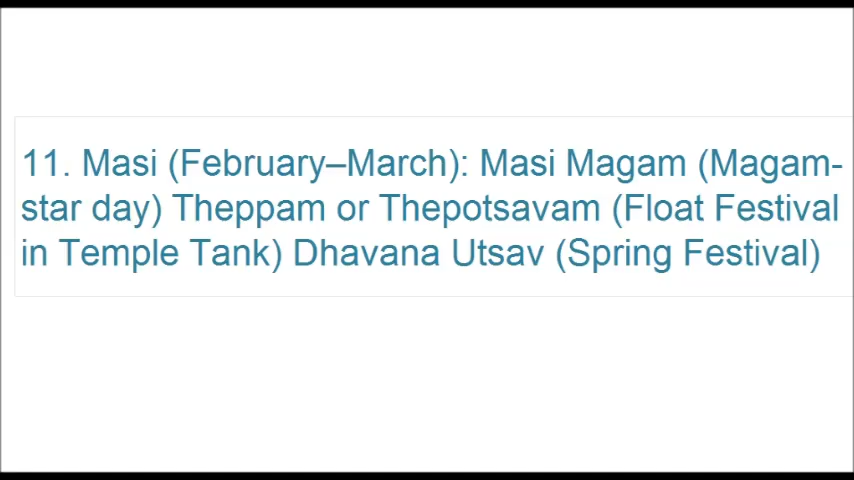 11. Masi (February–March): Masi Magam (Magam-
star day) Theppam or Thepotsavam (Float Festival
in Temple Tank) Dhavana Utsav (Spring Festival)